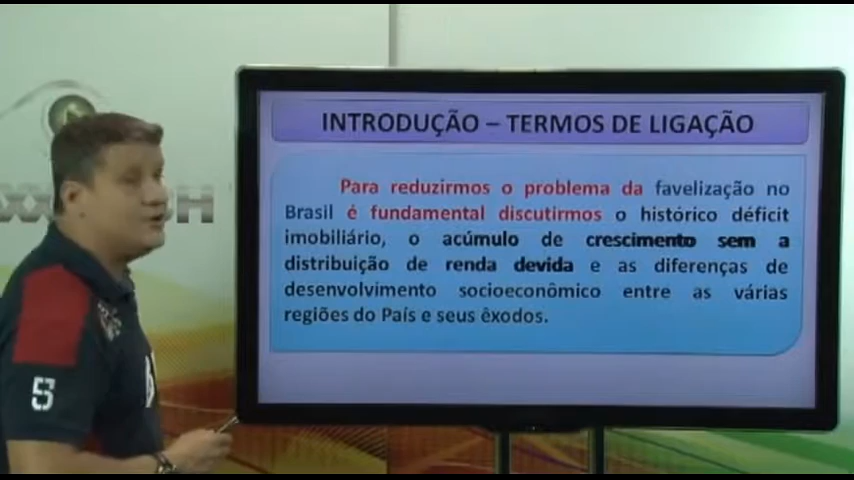 INTRODUÇÃO – TERMOS DE LIGAÇÃO
Para reduzirmos o problema da favelização no
Brasil é fundamental discutirmos o histórico déficit
imobiliário, o acúmulo de crescimento sem a
distribuição de renda devida e as diferenças de
desenvolvimento socioeconômico entre as várias
regiões do País e seus êxodos.
5